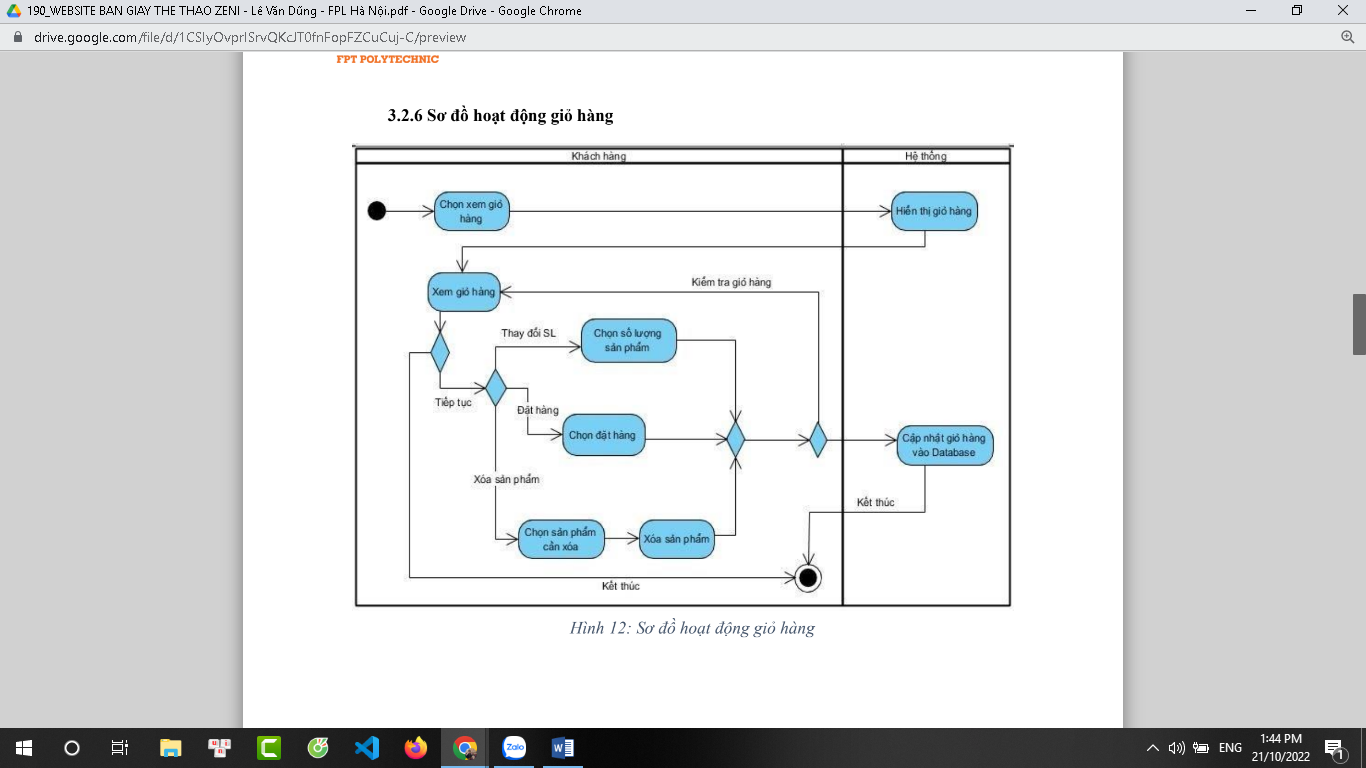 190_WEBSITE BAN GIAY THE THAO ZENI - Lê Văn Dũng - FPL Hà Nội.pdf - Google Drive - Google Chrome
drive.google.com/file/d/1CSIyOvprISrvQKcJT0fnFopFZCuCuj-C/preview
FPT POLYTECHNIC
3.2.6 Sơ đồ hoạt động giỏ hàng
Khách hàng
Hệ thống
Chọn xem giỏ
hàng
Hiển thị giỏ hàng
Xem giỏ hàng
Kiểm tra giỏ hàng
Thay đổi SL
Chọn số lượng
sản phẩm
Tiếp tục
Đặt hàng
Chọn đặt hàng
Cập nhật giỏ hàng
vào Database
Xóa sản phẩm
Kết thúc
Chọn sản phẩm
cần xóa
Xóa sản phẩm
Kết thúc
Hình 12: Sơ đồ hoạt động giỏ hàng
Zalo
ENG
1:44 PM
21/10/2022
1